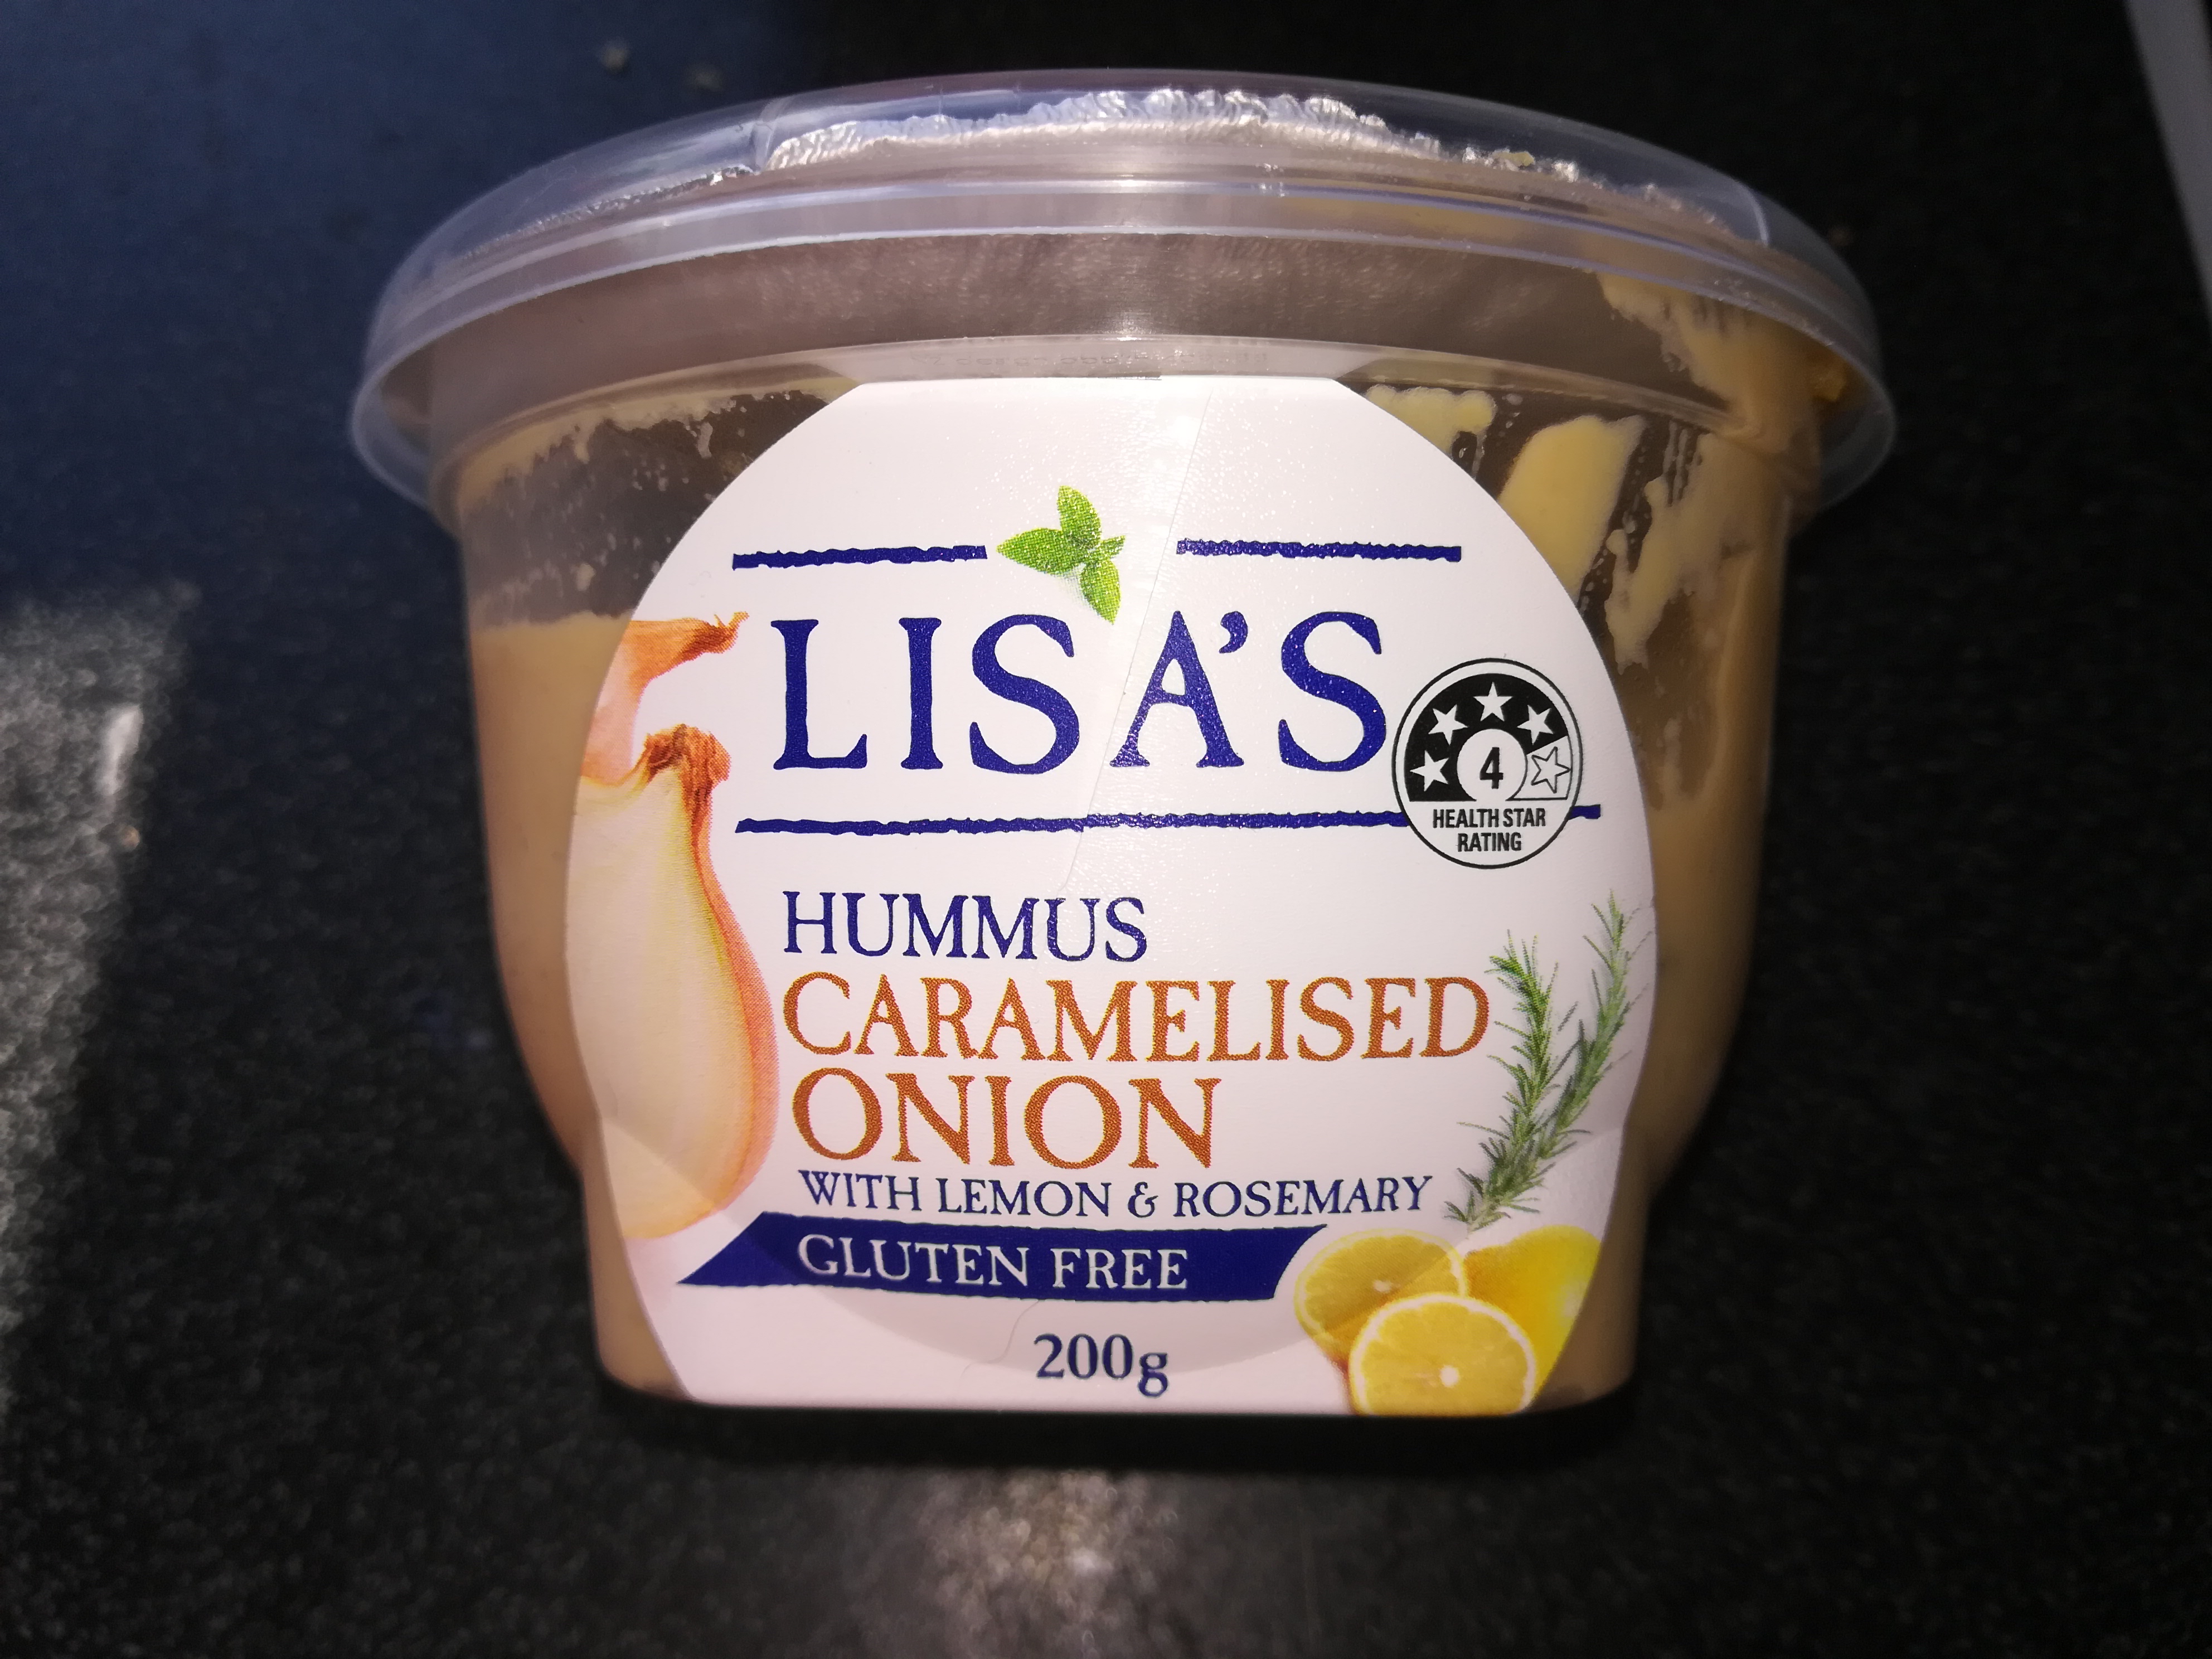 LISA'S
4
HEALTH STAR
RATING
HUMMUS
CARAMELISED
ONION
WITH LEMON & ROSEMARY
GLUTEN FREE
200g